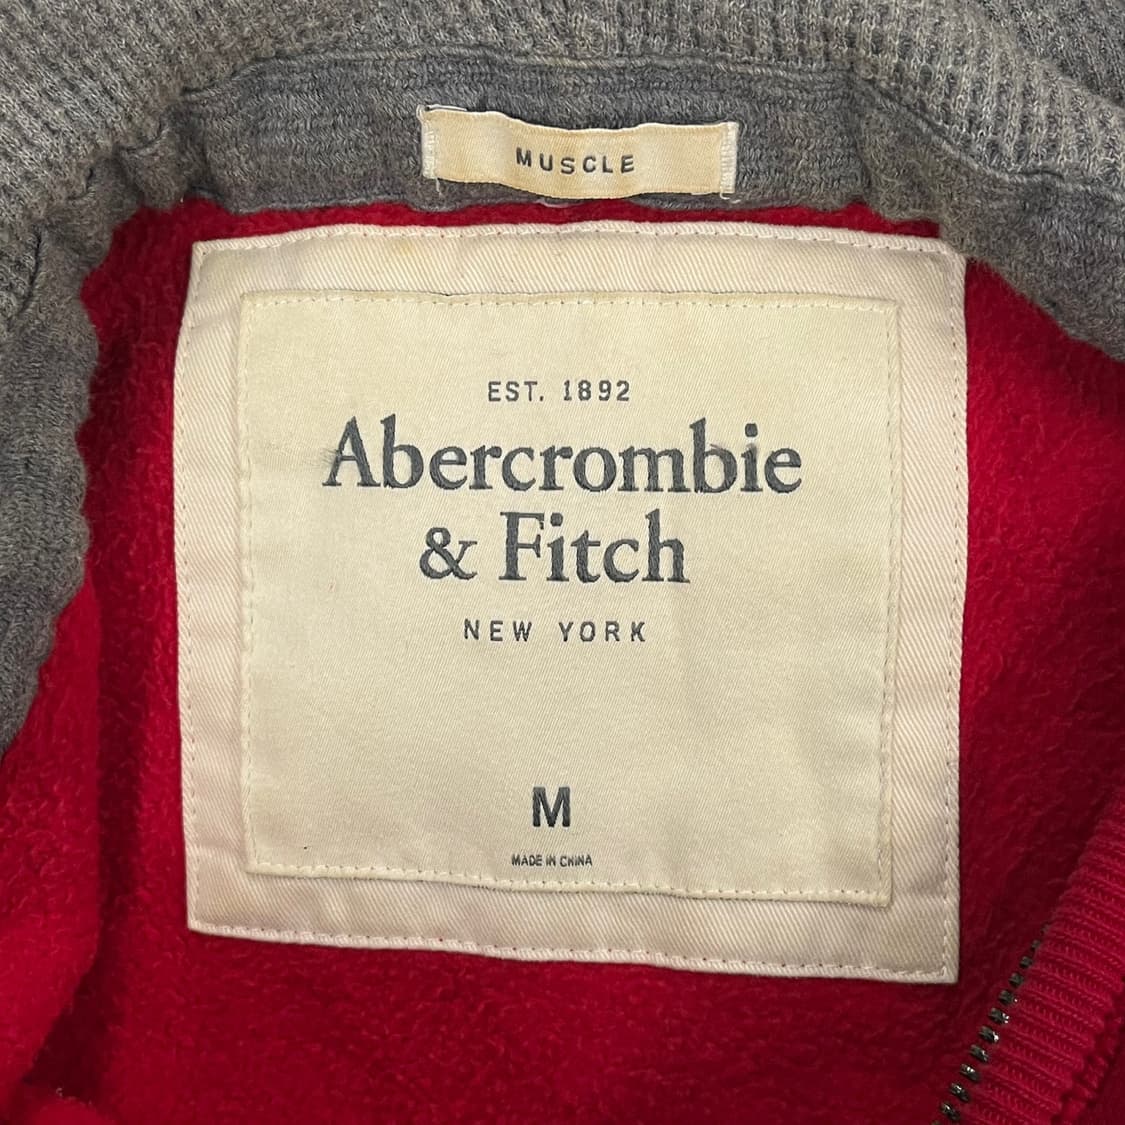 MUSCLE
EST. 1892
Abercrombie
& Fitch
NEW YORK
M
MADE IN CHINA